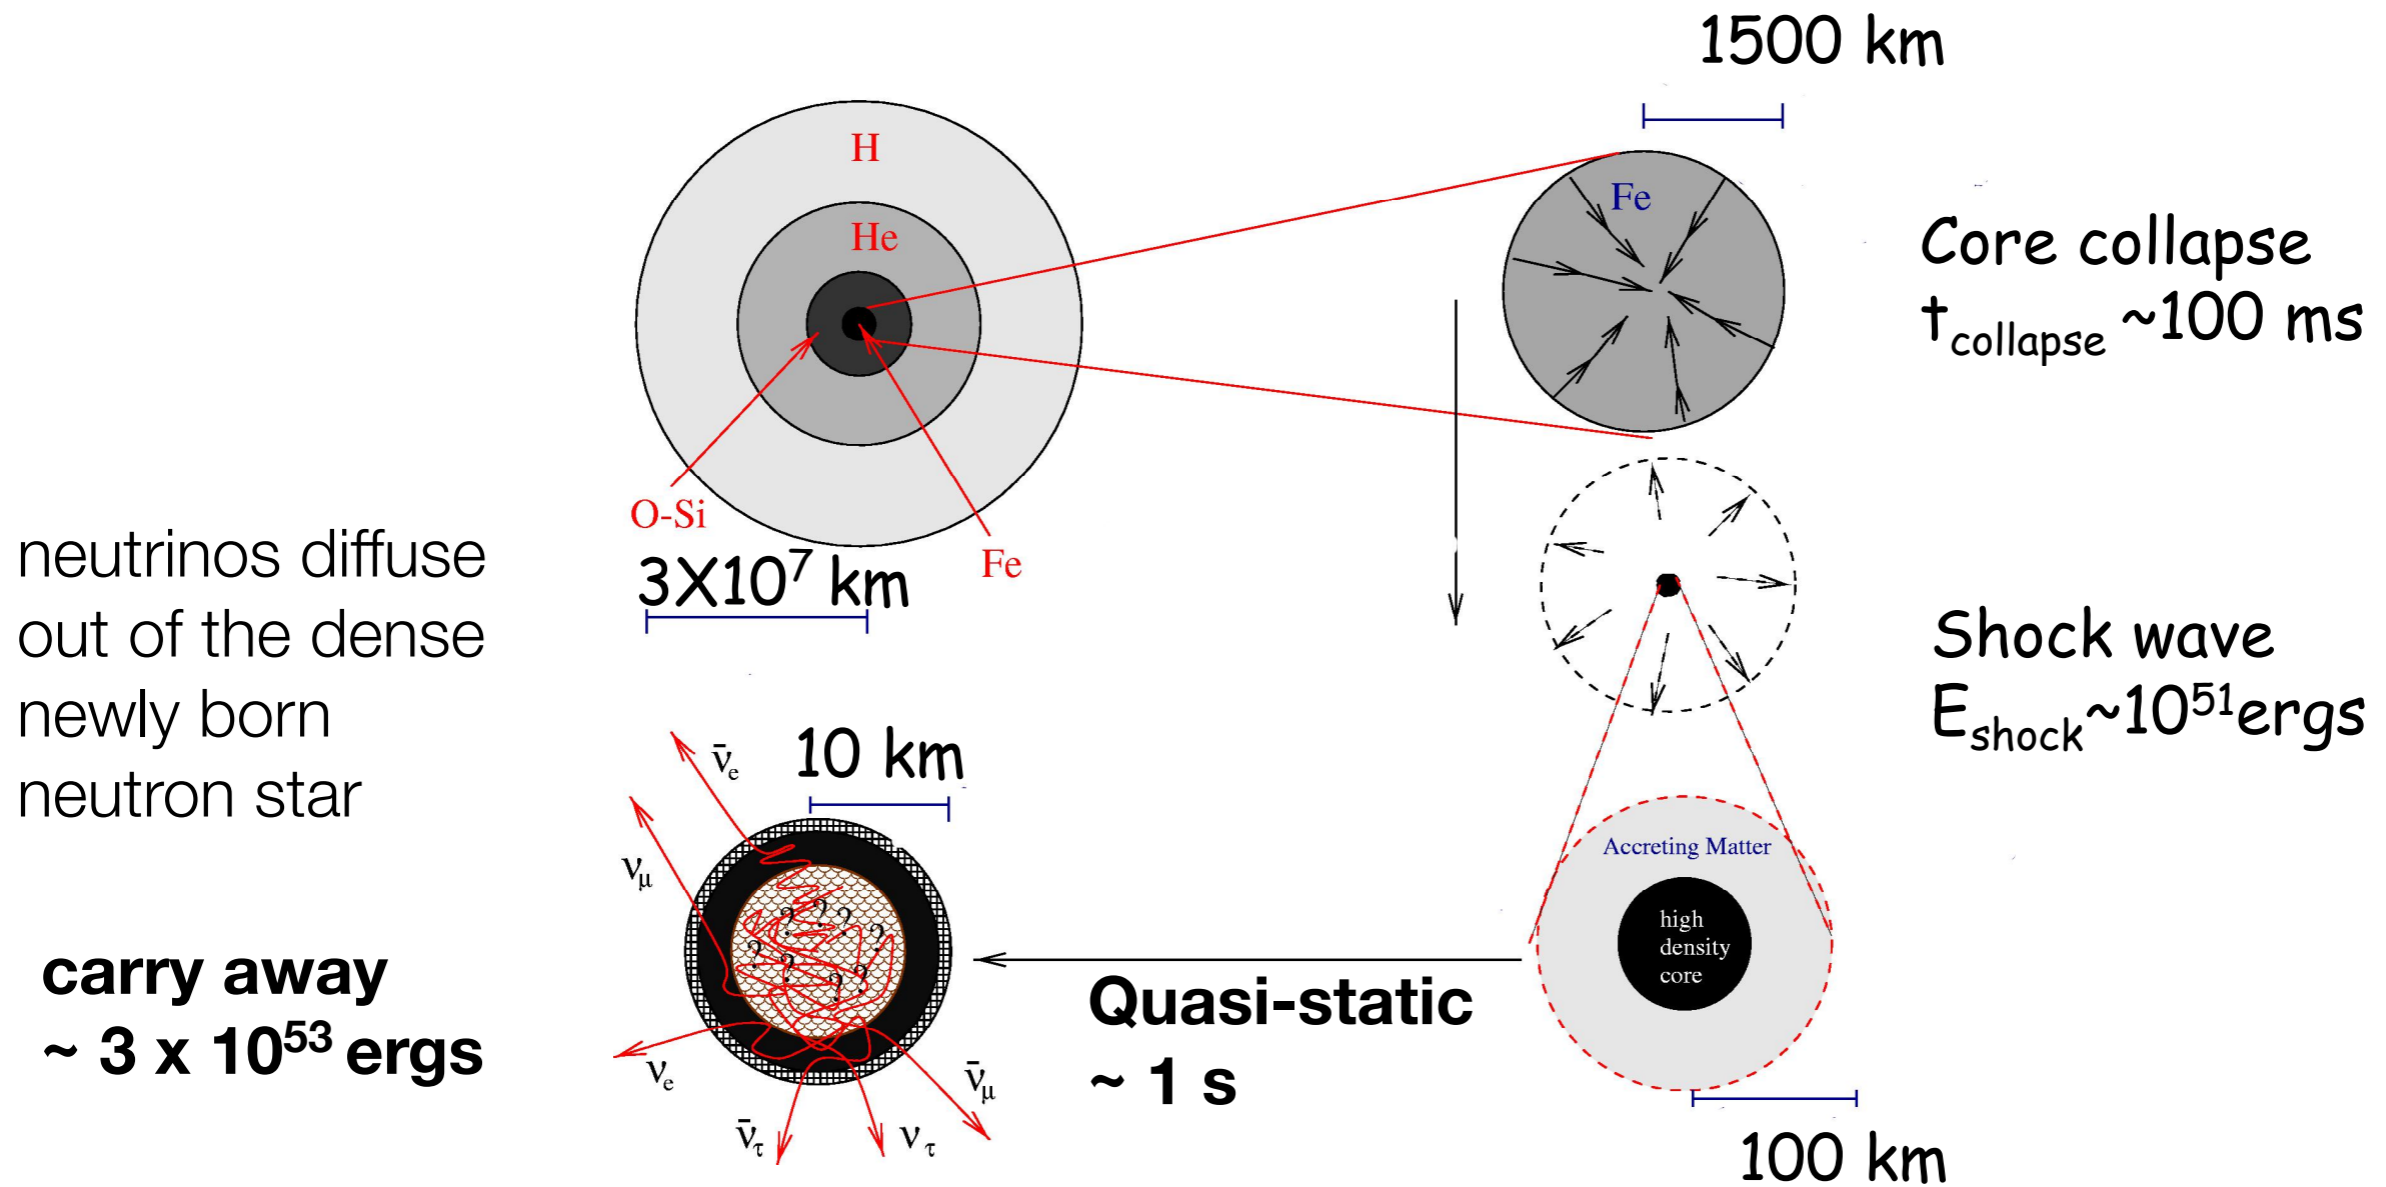 1500 km
H
He
Fe
Core collapse
t_collapse ~100 ms
O-Si
Fe
3X10⁷ km
neutrinos diffuse
out of the dense
newly born
neutron star
Shock wave
E_shock~10⁵¹ergs
carry away
~ 3 x 10⁵³ ergs
10 km
ν̄e
νμ
? ? ? ? ? ? ? ?
νe
ν̄τ
ντ
ν̄μ
Quasi-static
~ 1 s
Accreting Matter
high
density
core
100 km